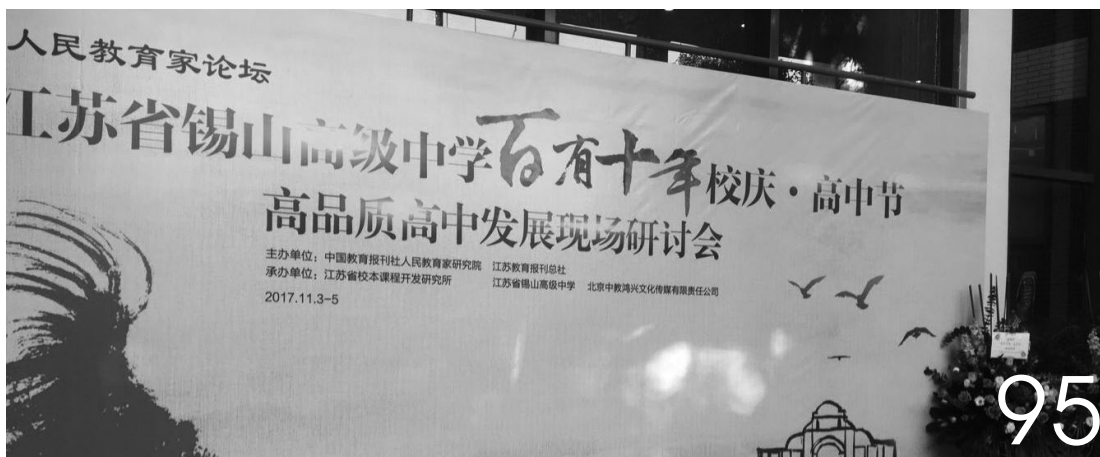 人民教育家论坛
江苏省锡山高级中学百有十年校庆·高中节
高品质高中发展现场研讨会
主办单位：中国教育报刊社人民教育家研究院 江苏教育报刊总社
承办单位：江苏省校本课程开发研究所 江苏省锡山高级中学 北京中教鸿兴文化传媒有限责任公司
2017.11.3-5
95